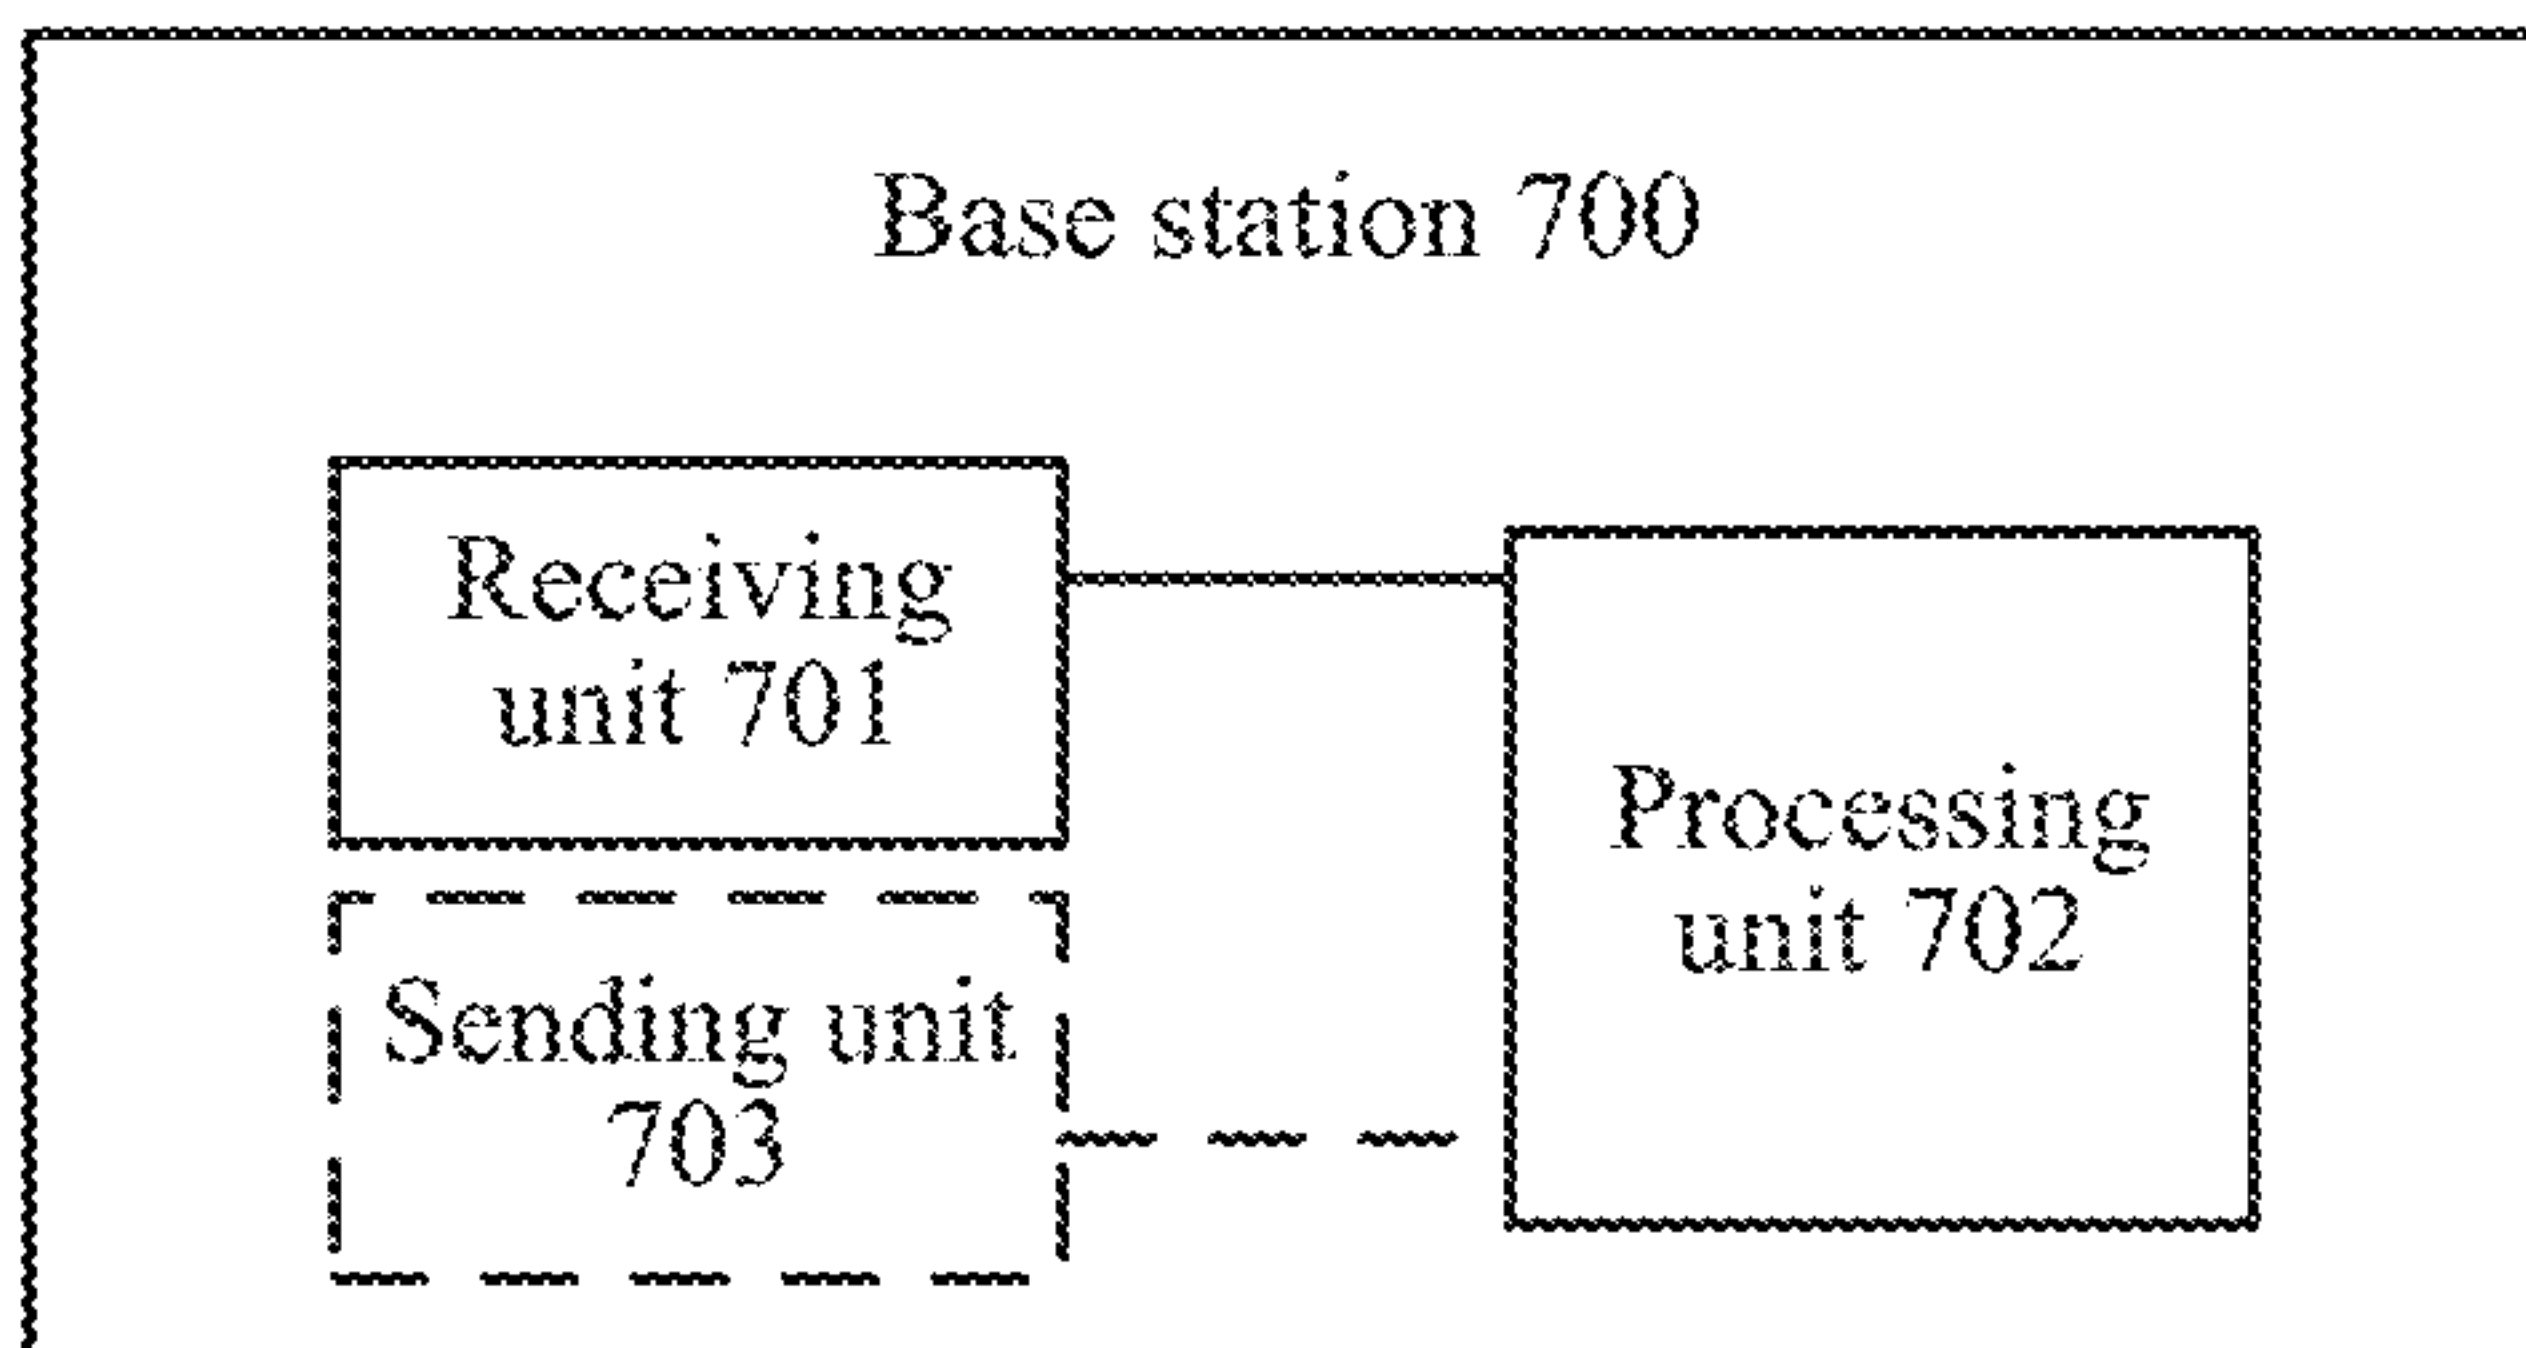 Base station 700
Receiving
unit 701
Processing
unit 702
Sending unit
703